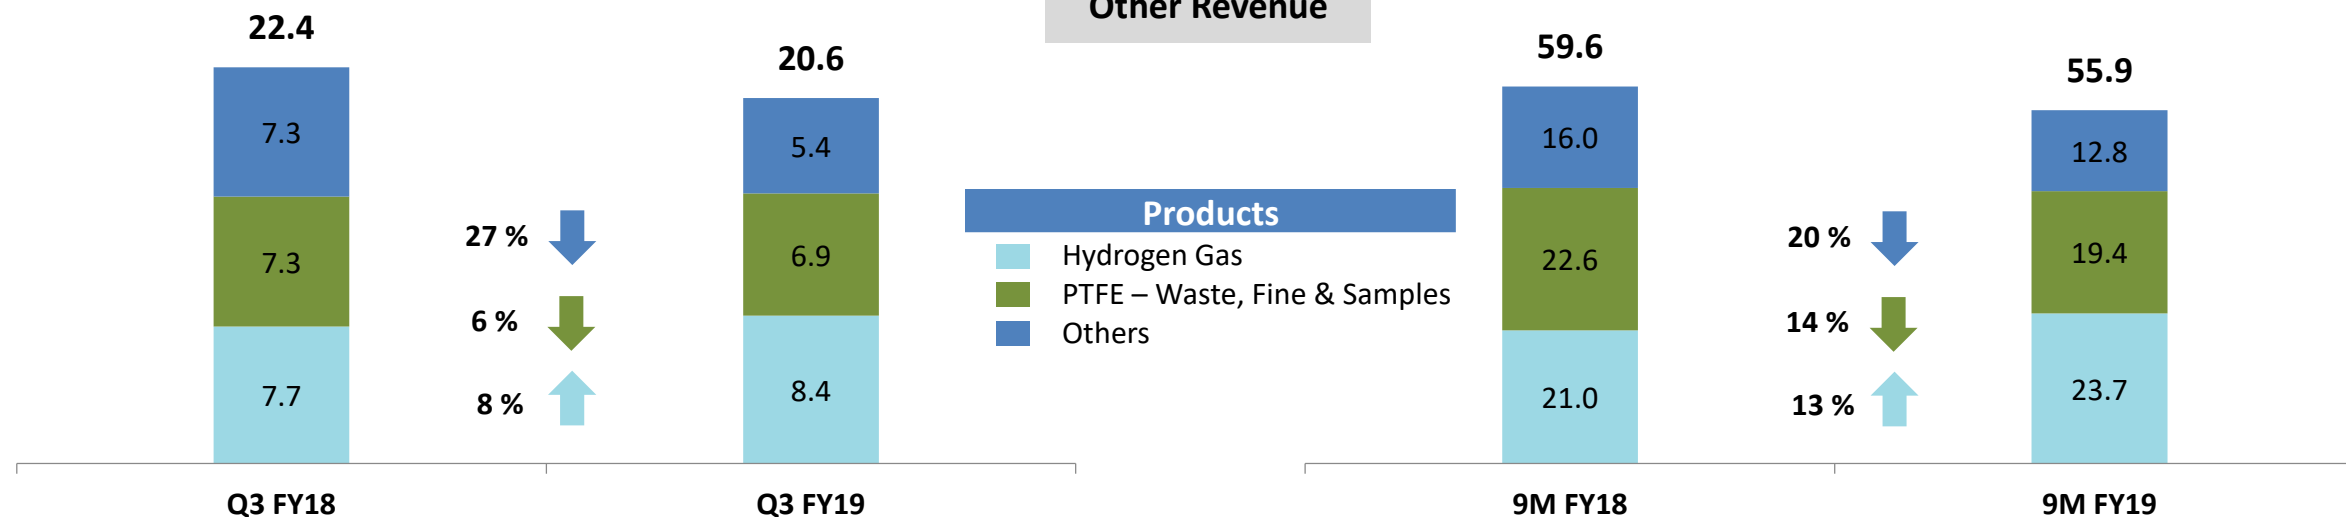 Other Revenue
22.4
20.6
7.3
5.4
7.3
6.9
7.7
8.4
27 %
6 %
8 %
Q3 FY18
Q3 FY19
Products
Hydrogen Gas
PTFE – Waste, Fine & Samples
Others
59.6
55.9
16.0
12.8
22.6
19.4
21.0
23.7
20 %
14 %
13 %
9M FY18
9M FY19